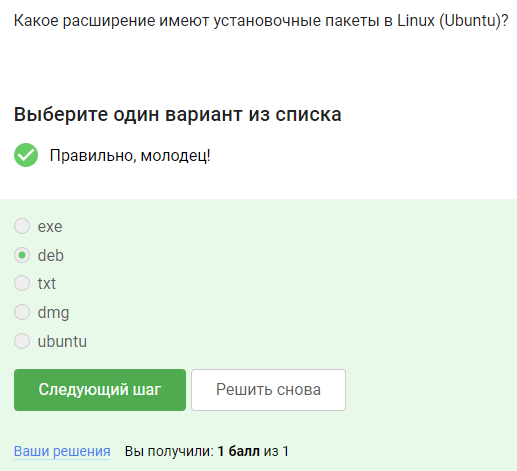 Какое расширение имеют установочные пакеты в Linux (Ubuntu)?
Выберите один вариант из списка
Правильно, молодец!
exe
deb
txt
dmg
ubuntu
Следующий шаг
Решить снова
Ваши решения Вы получили: 1 балл из 1